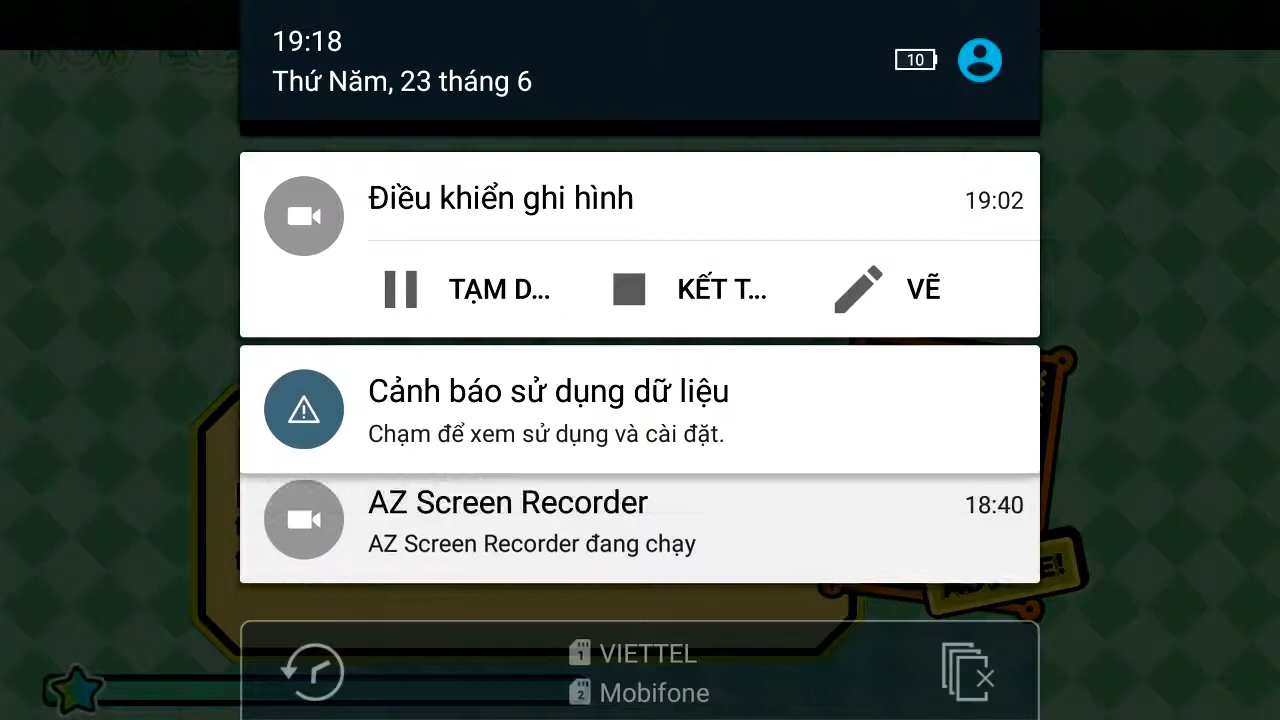 19:18
Thứ Năm, 23 tháng 6
10
Điều khiển ghi hình
19:02
TẠM D...
KẾT T...
VẼ
Cảnh báo sử dụng dữ liệu
Chạm để xem sử dụng và cài đặt.
AZ Screen Recorder
18:40
AZ Screen Recorder đang chạy
1 VIETTEL
2 Mobifone